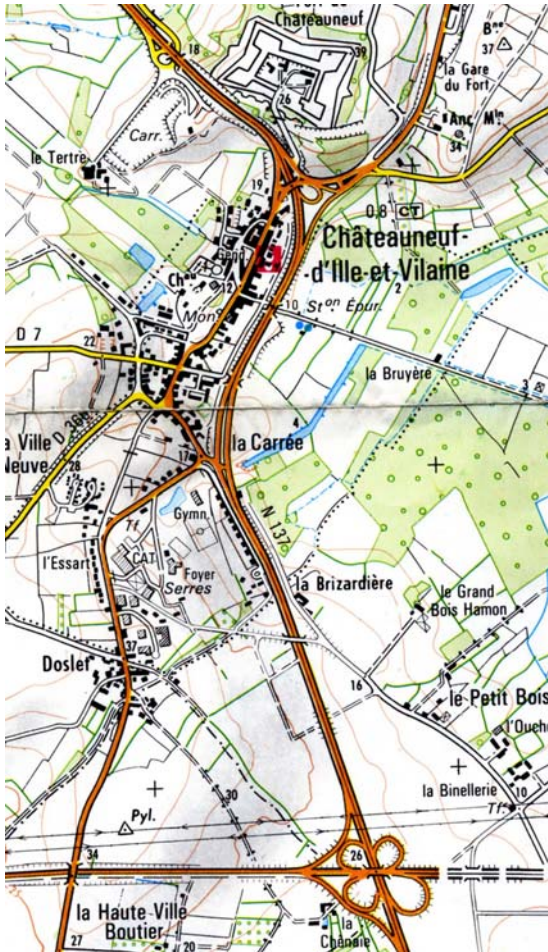 Châteauneuf
18
39
26
B.ne
37
la Gare
du Fort
Carr.
Anc. M.in
34
le Tertre
19
0.8 CT
Châteauneuf-
d'Ille-et-Vilaine
Gend.
Ch.au
12
2
10
St.on Épur.
Mon.
D 7
22
la Bruyère
3
D 366
4
a Ville
Neuve
28
la Carrée
17
Gymn.
N 137
Tf.
l'Essart
CAT
Foyer
Serres
la Brizardière
le Grand
Bois Hamon
37
Doslet
16
le Petit Bois
l'Ouche
la Binellerie
10
Tf.
30
Pyl.
34
26
la Haute Ville
Boutier
27
20
la
Chênaie